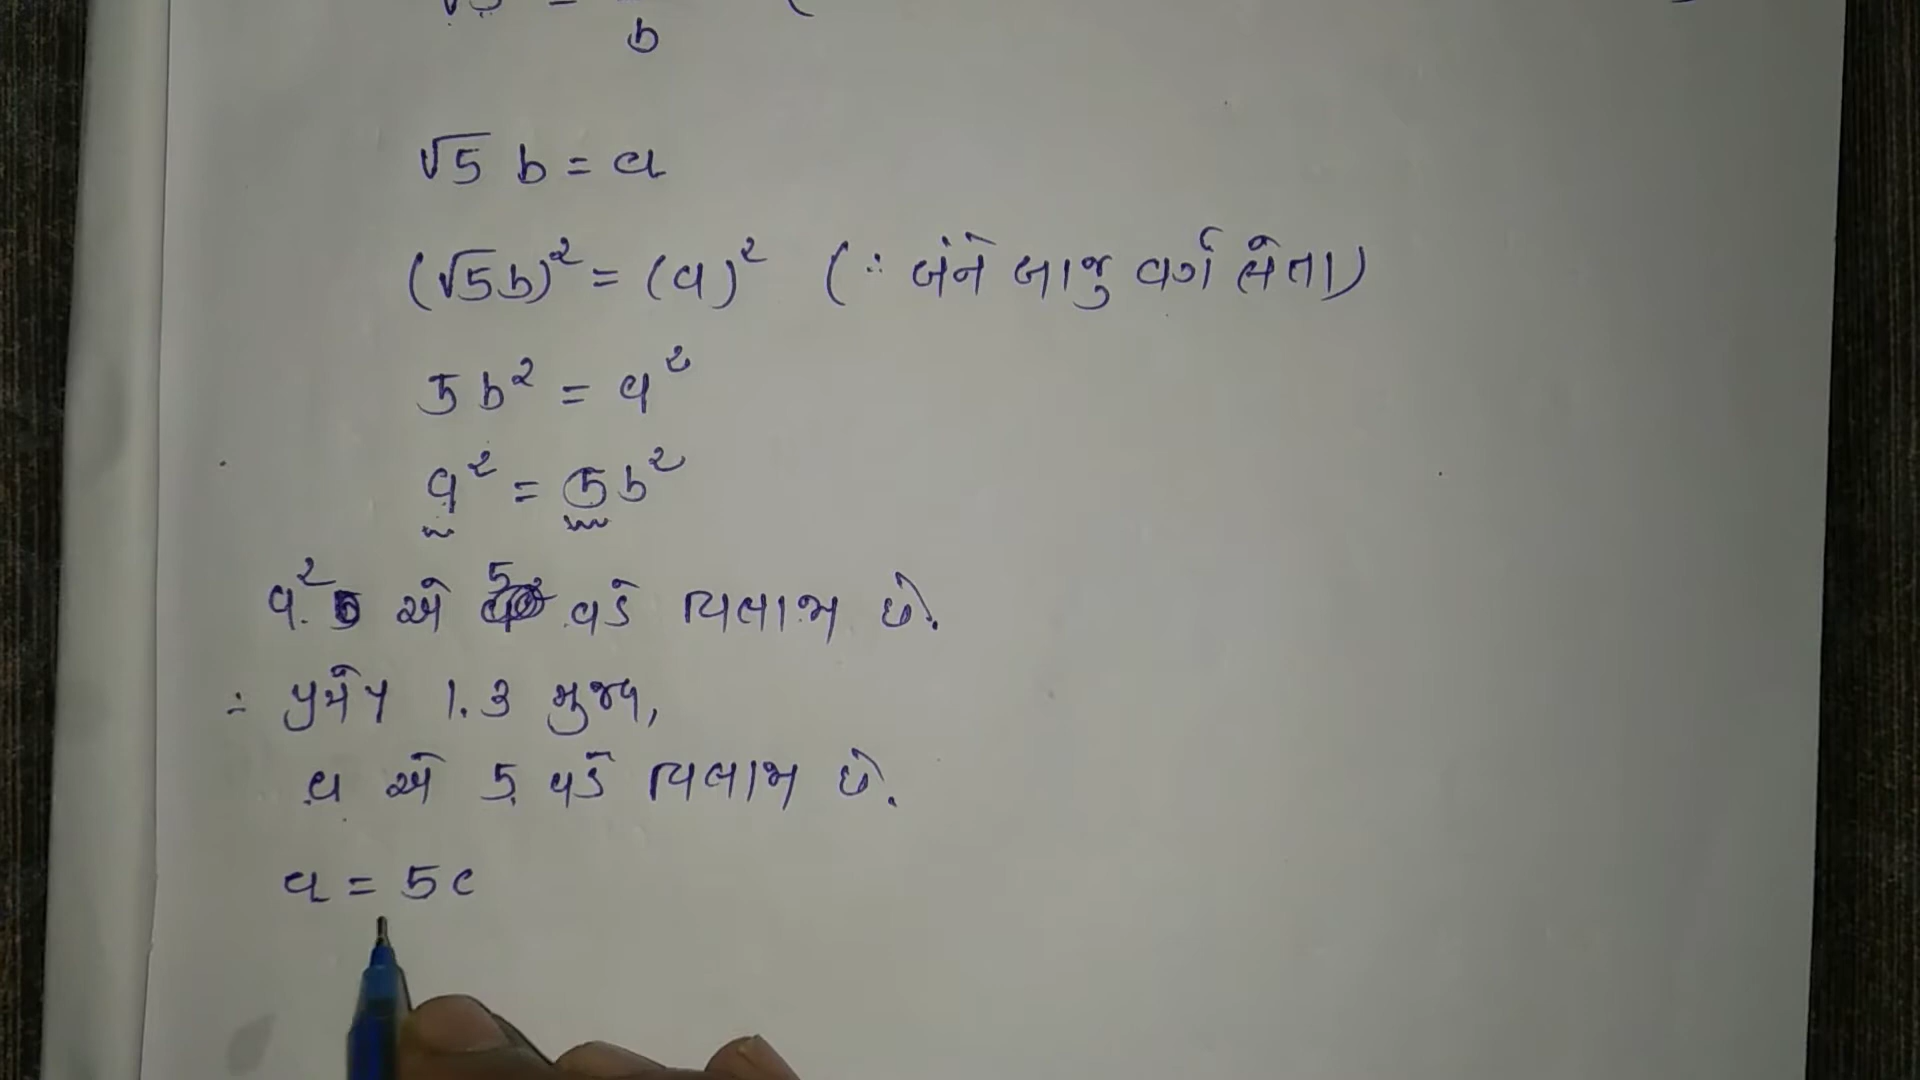 √5 = b
√5 b = a
(√5b)² = (a)² (∵ બંને બાજુ વર્ગ લેતા)
5b² = a²
a² = 5b²
a² એ 5 વડે વિભાજ્ય છે.
∴ પ્રમેય 1.3 મુજબ,
a એ 5 વડે વિભાજ્ય છે.
a = 5c